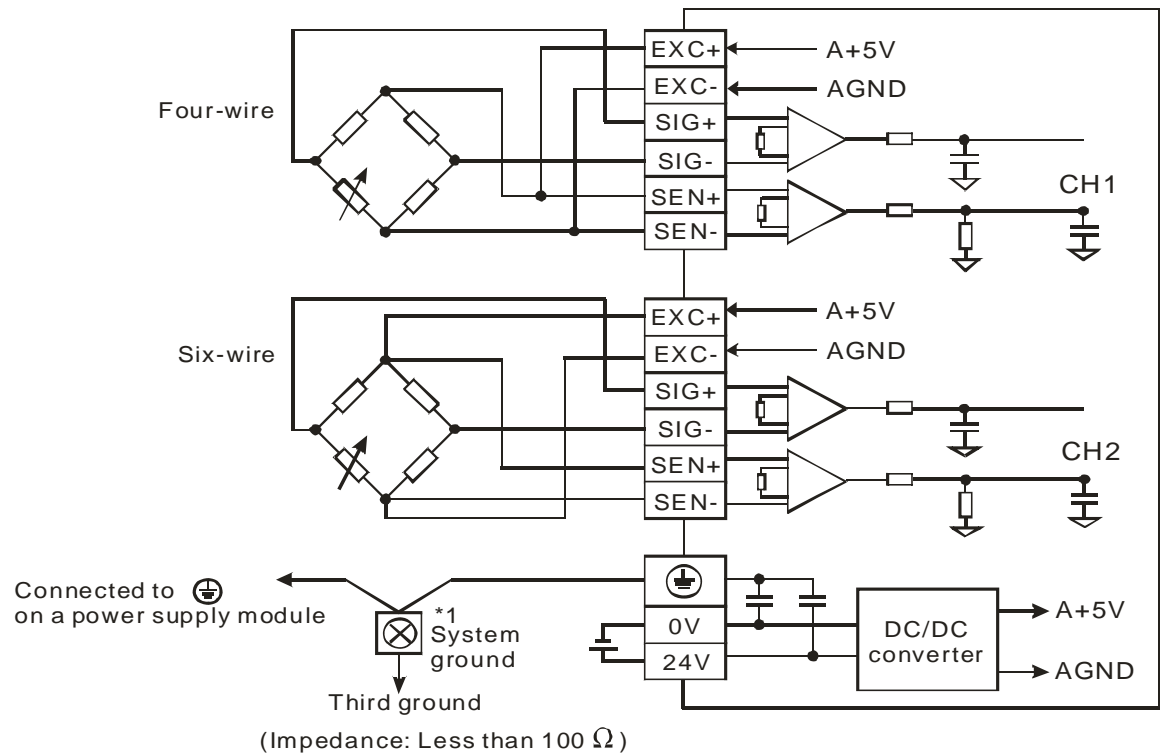 Four-wire
EXC+
EXC-
SIG+
SIG-
SEN+
SEN-
A+5V
AGND
CH1
Six-wire
EXC+
EXC-
SIG+
SIG-
SEN+
SEN-
A+5V
AGND
CH2
Connected to
on a power supply module
*1
System
ground
Third ground
(Impedance: Less than 100 Ω)
0V
24V
DC/DC
converter
A+5V
AGND